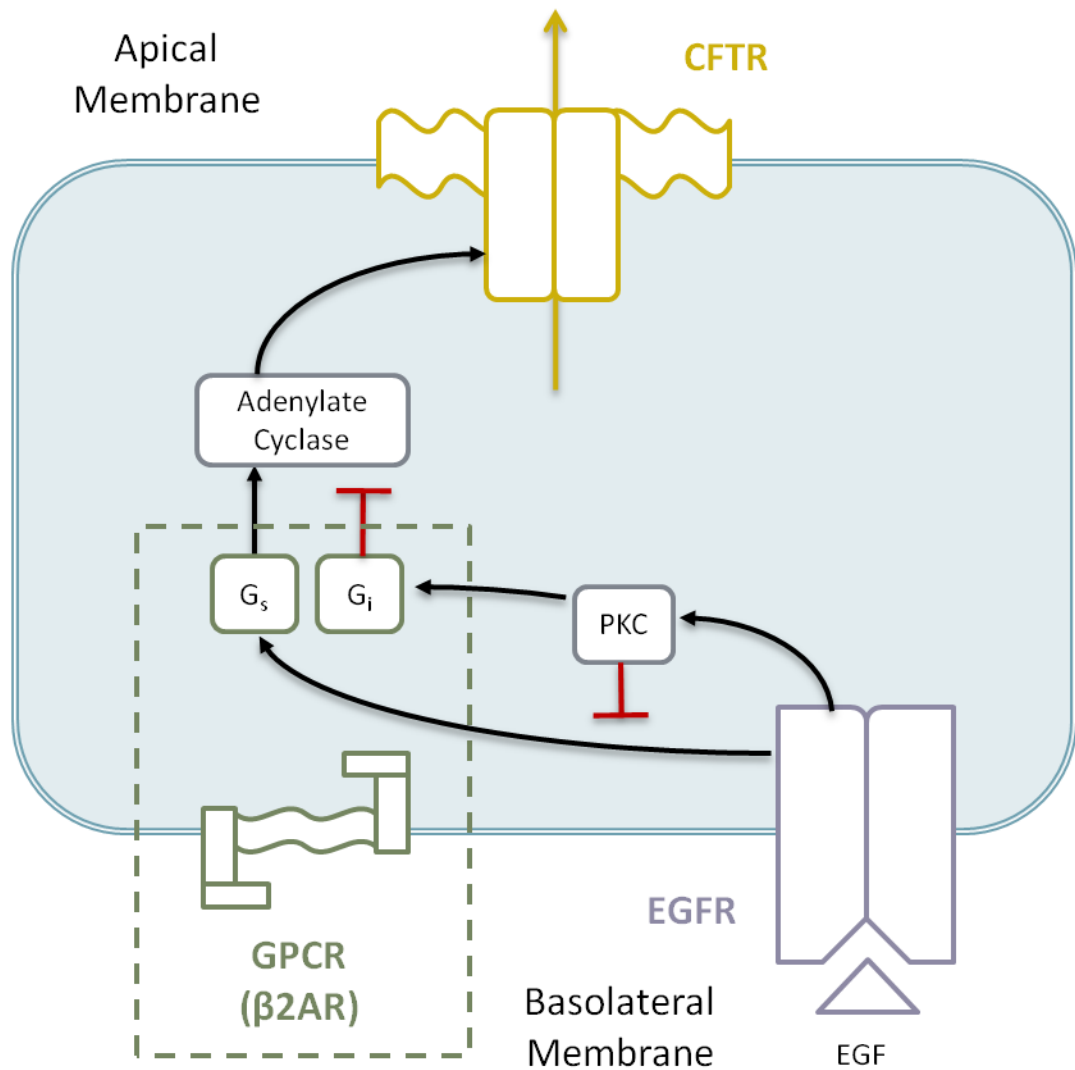 Apical
Membrane
CFTR
Adenylate
Cyclase
Gs
Gi
PKC
EGFR
GPCR
(β2AR)
Basolateral
Membrane
EGF